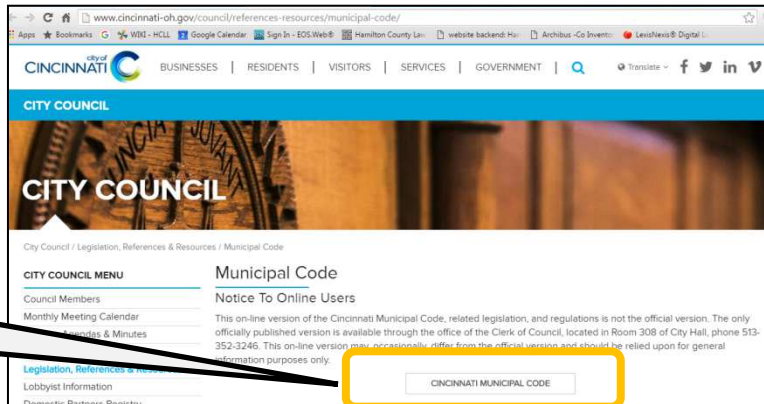 www.cincinnati-oh.gov/council/references-resources/municipal-code/
Apps Bookmarks WIKI - HCLL Google Calendar Sign In - EOS.Web® Hamilton County Law website backend: Ha Archibus -Co Invento LexisNexis® Digital
city of
CINCINNATI
BUSINESSES | RESIDENTS | VISITORS | SERVICES | GOVERNMENT | Translate
CITY COUNCIL
JUVANT
CITY COUNCIL
City Council / Legislation, References & Resources / Municipal Code
CITY COUNCIL MENU
Council Members
Monthly Meeting Calendar
Agendas & Minutes
Legislation, References &
Lobbyist Information
Domestic Partners Registry
Municipal Code
Notice To Online Users
This on-line version of the Cincinnati Municipal Code, related legislation, and regulations is not the official version. The only
officially published version is available through the office of the Clerk of Council, located in Room 308 of City Hall, phone 513-
352-3246. This on-line version may, occasionally, differ from the official version and should be relied upon for general
information purposes only.
CINCINNATI MUNICIPAL CODE